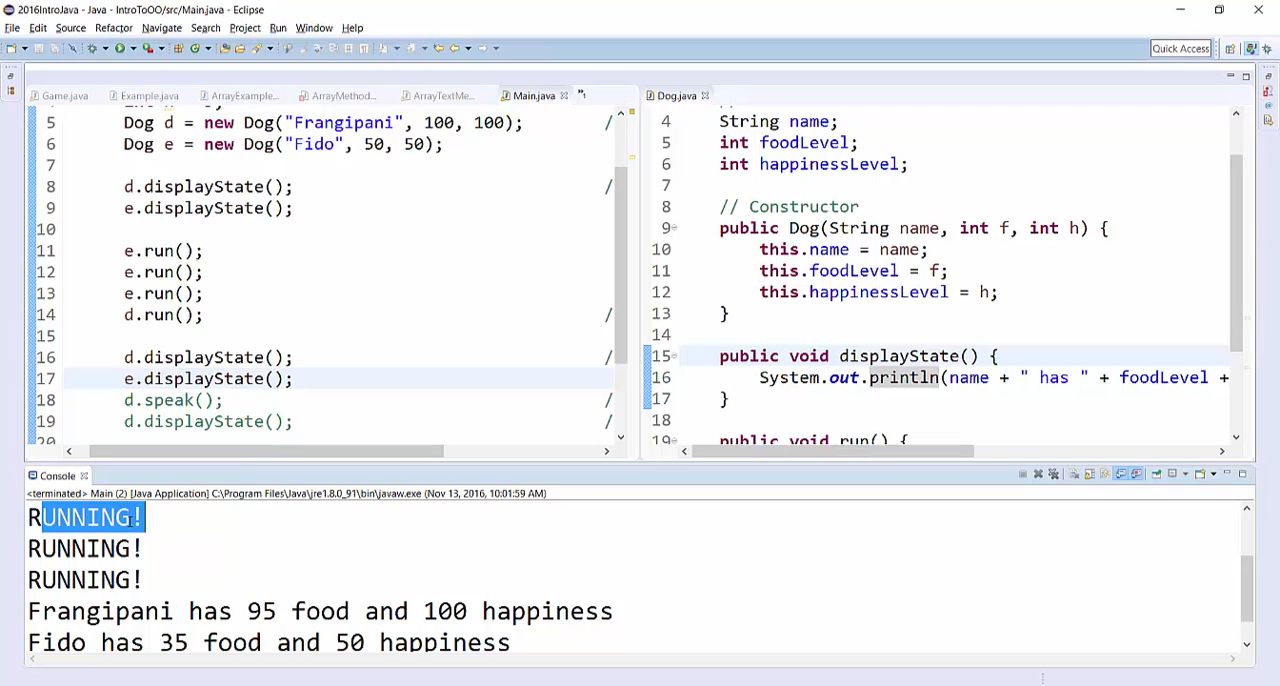 2016IntroJava - Java - IntroToOO/src/Main.java - Eclipse
File Edit Source Refactor Navigate Search Project Run Window Help
Quick Access
Game.java Example.java ArrayExample... ArrayMethod... ArrayTextMe... Main.java »1
5 Dog d = new Dog("Frangipani", 100, 100); /
6 Dog e = new Dog("Fido", 50, 50);
7
8 d.displayState(); /
9 e.displayState();
10
11 e.run();
12 e.run();
13 e.run();
14 d.run(); /
15
16 d.displayState(); /
17 e.displayState();
18 d.speak(); /
19 d.displayState(); /
20
Dog.java
4 String name;
5 int foodLevel;
6 int happinessLevel;
7
8 // Constructor
9 public Dog(String name, int f, int h) {
10 this.name = name;
11 this.foodLevel = f;
12 this.happinessLevel = h;
13 }
14
15 public void displayState() {
16 System.out.println(name + " has " + foodLevel +
17 }
18
19 public void run() {
Console
<terminated> Main (2) [Java Application] C:\Program Files\Java\jre1.8.0_91\bin\javaw.exe (Nov 13, 2016, 10:01:59 AM)
RUNNING!
RUNNING!
RUNNING!
Frangipani has 95 food and 100 happiness
Fido has 35 food and 50 happiness